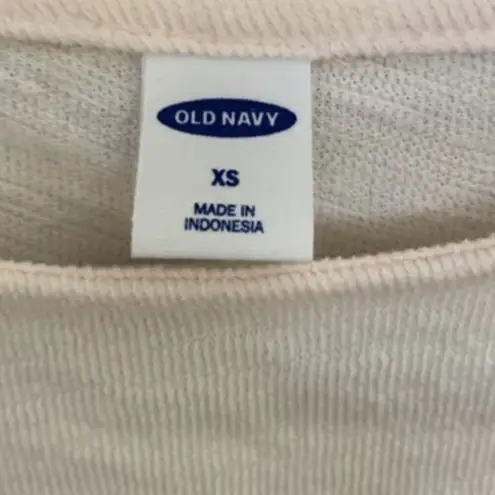 OLD NAVY
XS
MADE IN
INDONESIA